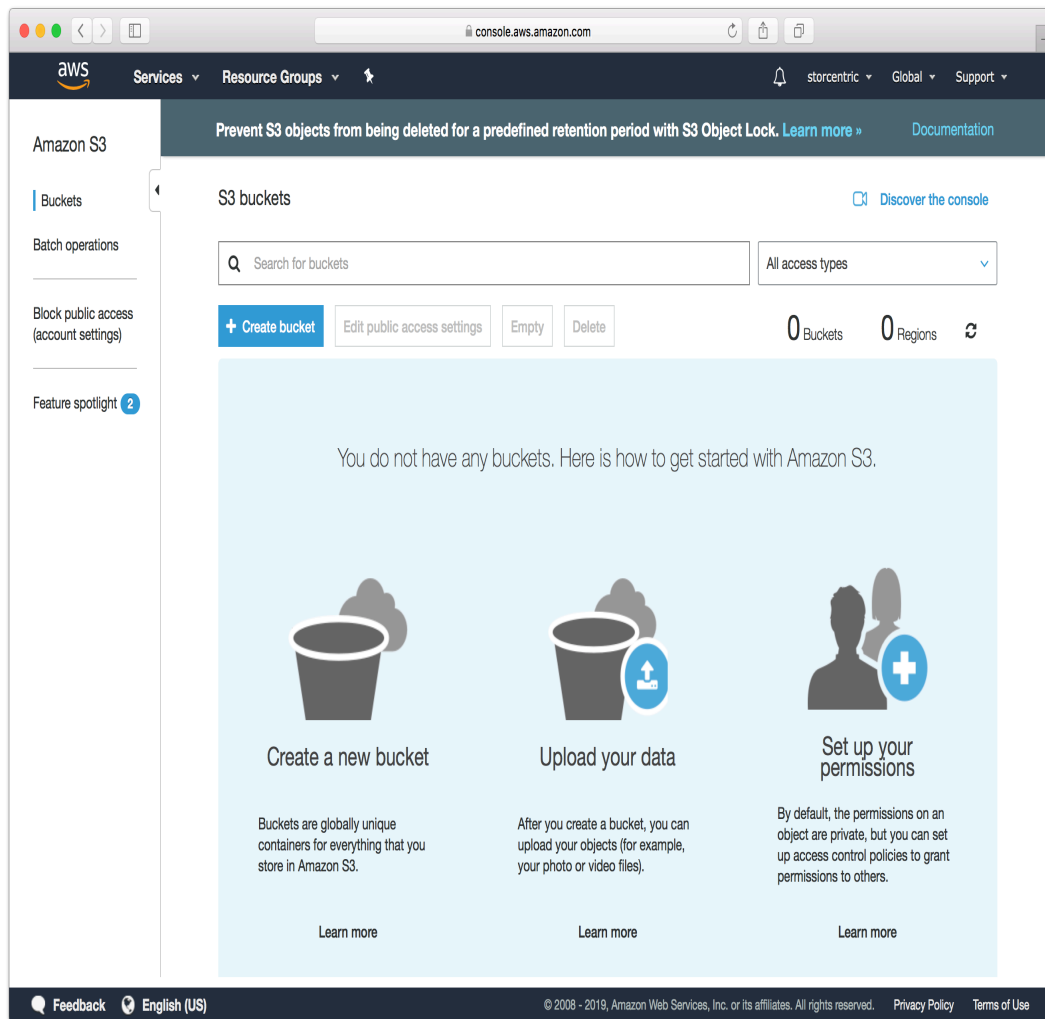 console.aws.amazon.com
aws Services Resource Groups storcentric Global Support
Prevent S3 objects from being deleted for a predefined retention period with S3 Object Lock. Learn more » Documentation
Amazon S3
Buckets
Batch operations
Block public access
(account settings)
Feature spotlight 2
S3 buckets
Discover the console
Search for buckets
All access types
+ Create bucket Edit public access settings Empty Delete
0 Buckets 0 Regions
You do not have any buckets. Here is how to get started with Amazon S3.
Create a new bucket
Buckets are globally unique
containers for everything that you
store in Amazon S3.
Learn more
Upload your data
After you create a bucket, you can
upload your objects (for example,
your photo or video files).
Learn more
Set up your
permissions
By default, the permissions on an
object are private, but you can set
up access control policies to grant
permissions to others.
Learn more
Feedback English (US)
© 2008 - 2019, Amazon Web Services, Inc. or its affiliates. All rights reserved. Privacy Policy Terms of Use